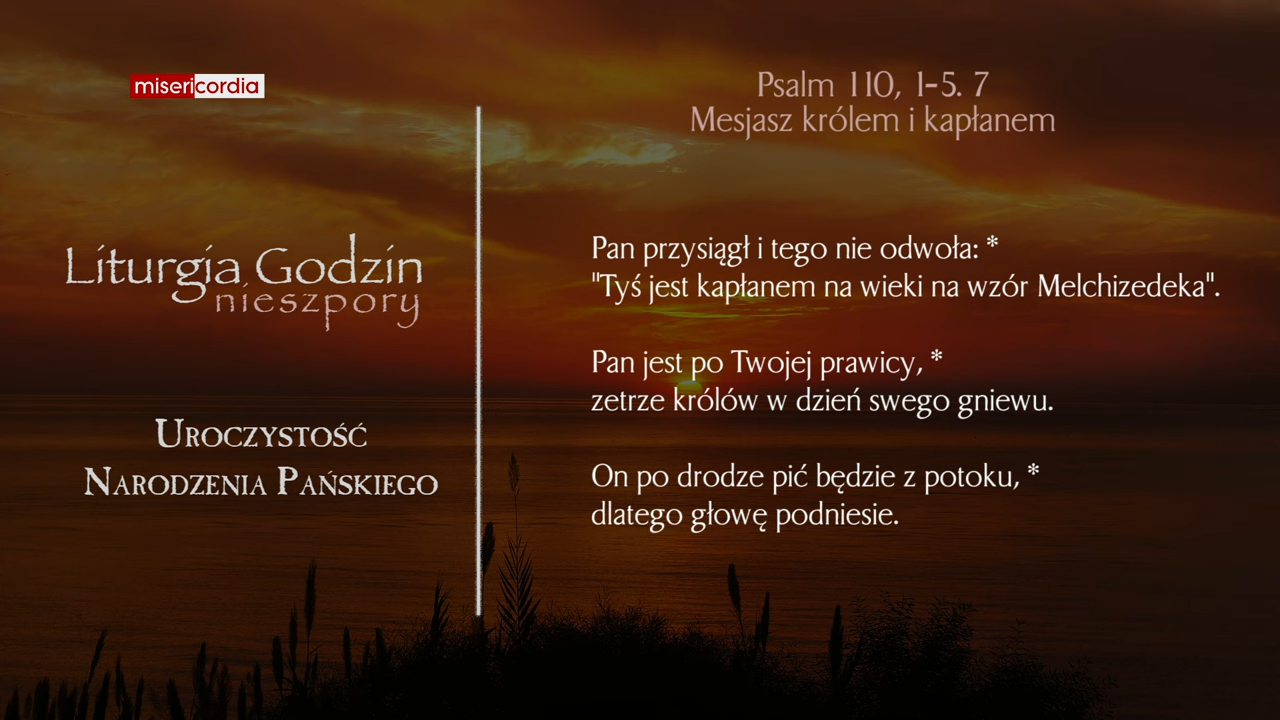 misericordia
Liturgia Godzin
nieszpory
Uroczystość
Narodzenia Pańskiego
Psalm 110, 1-5. 7
Mesjasz królem i kapłanem
Pan przysiągł i tego nie odwoła: *
"Tyś jest kapłanem na wieki na wzór Melchizedeka".
Pan jest po Twojej prawicy, *
zetrze królów w dzień swego gniewu.
On po drodze pić będzie z potoku, *
dlatego głowę podniesie.